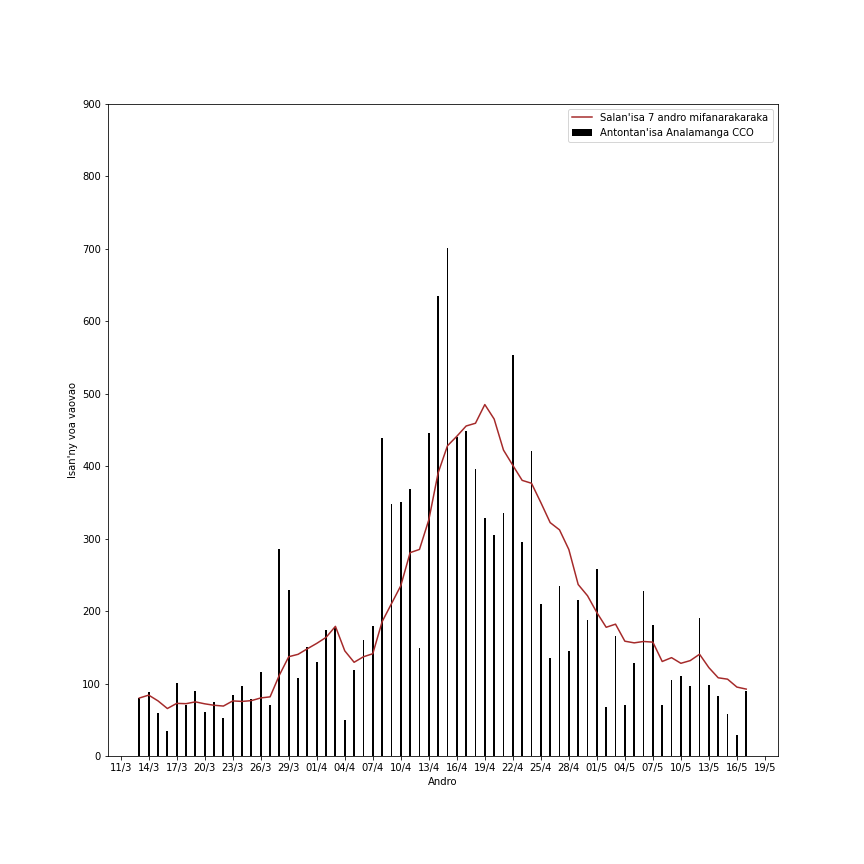 900
800
700
600
500
400
300
200
100
0
Isan'ny voa vaovao
Salan'isa 7 andro mifanarakaraka
Antontan'isa Analamanga CCO
11/3 14/3 17/3 20/3 23/3 26/3 29/3 01/4 04/4 07/4 10/4 13/4 16/4 19/4 22/4 25/4 28/4 01/5 04/5 07/5 10/5 13/5 16/5 19/5
Andro